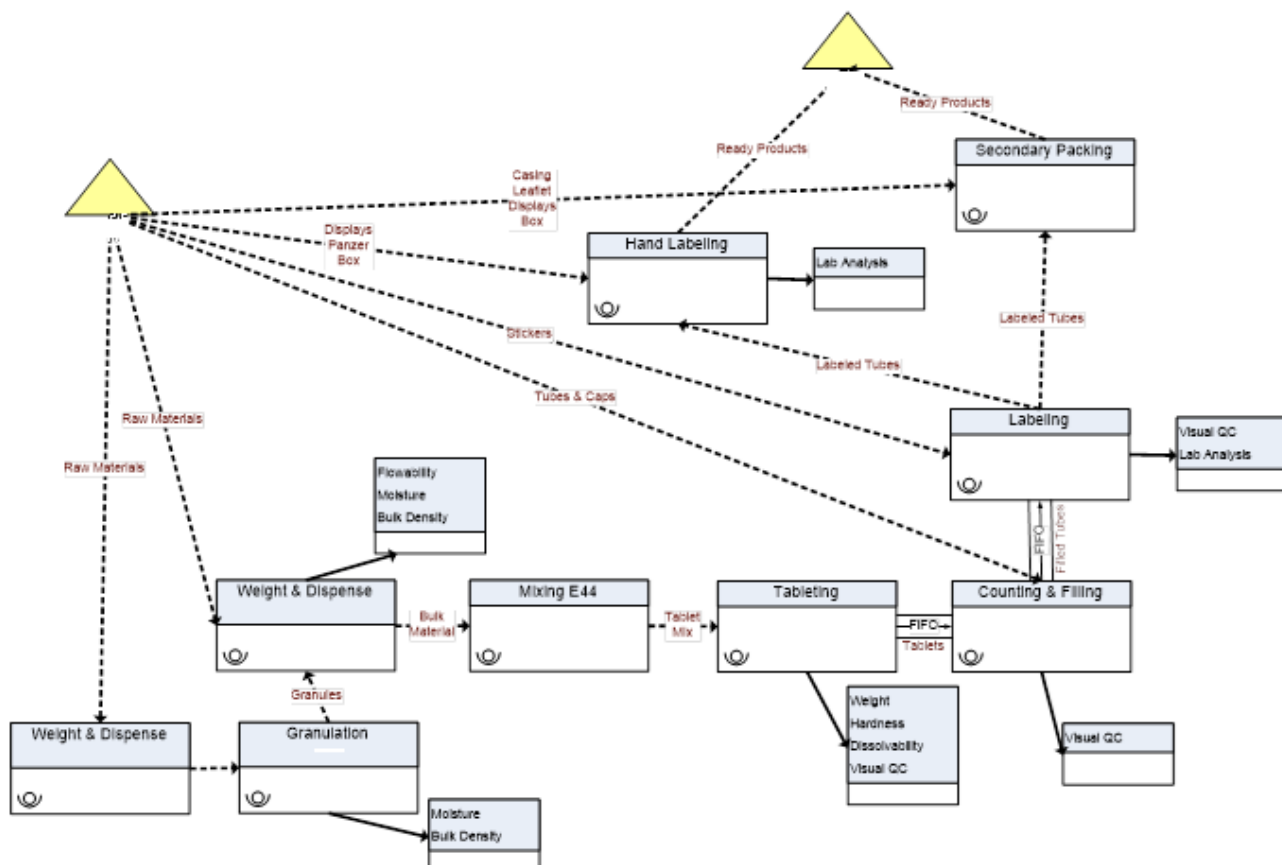 Ready Products
Secondary Packing
Ready Products
Casing
Leaflet
Displays
Box
Displays
Panzer
Box
Hand Labeling
Lab Analysis
Labeled Tubes
Stickers
Labeled Tubes
Tubes & Caps
Raw Materials
Labeling
Visual QC
Lab Analysis
Raw Materials
Flowability
Moisture
Bulk Density
FIFO
Filled Tubes
Weight & Dispense
Mixing E44
Tableting
Counting & Filling
Bulk
Material
Tablet
Mix
FIFO
Tablets
Granules
Weight & Dispense
Granulation
Weight
Hardness
Dissolvability
Visual QC
Visual QC
Moisture
Bulk Density